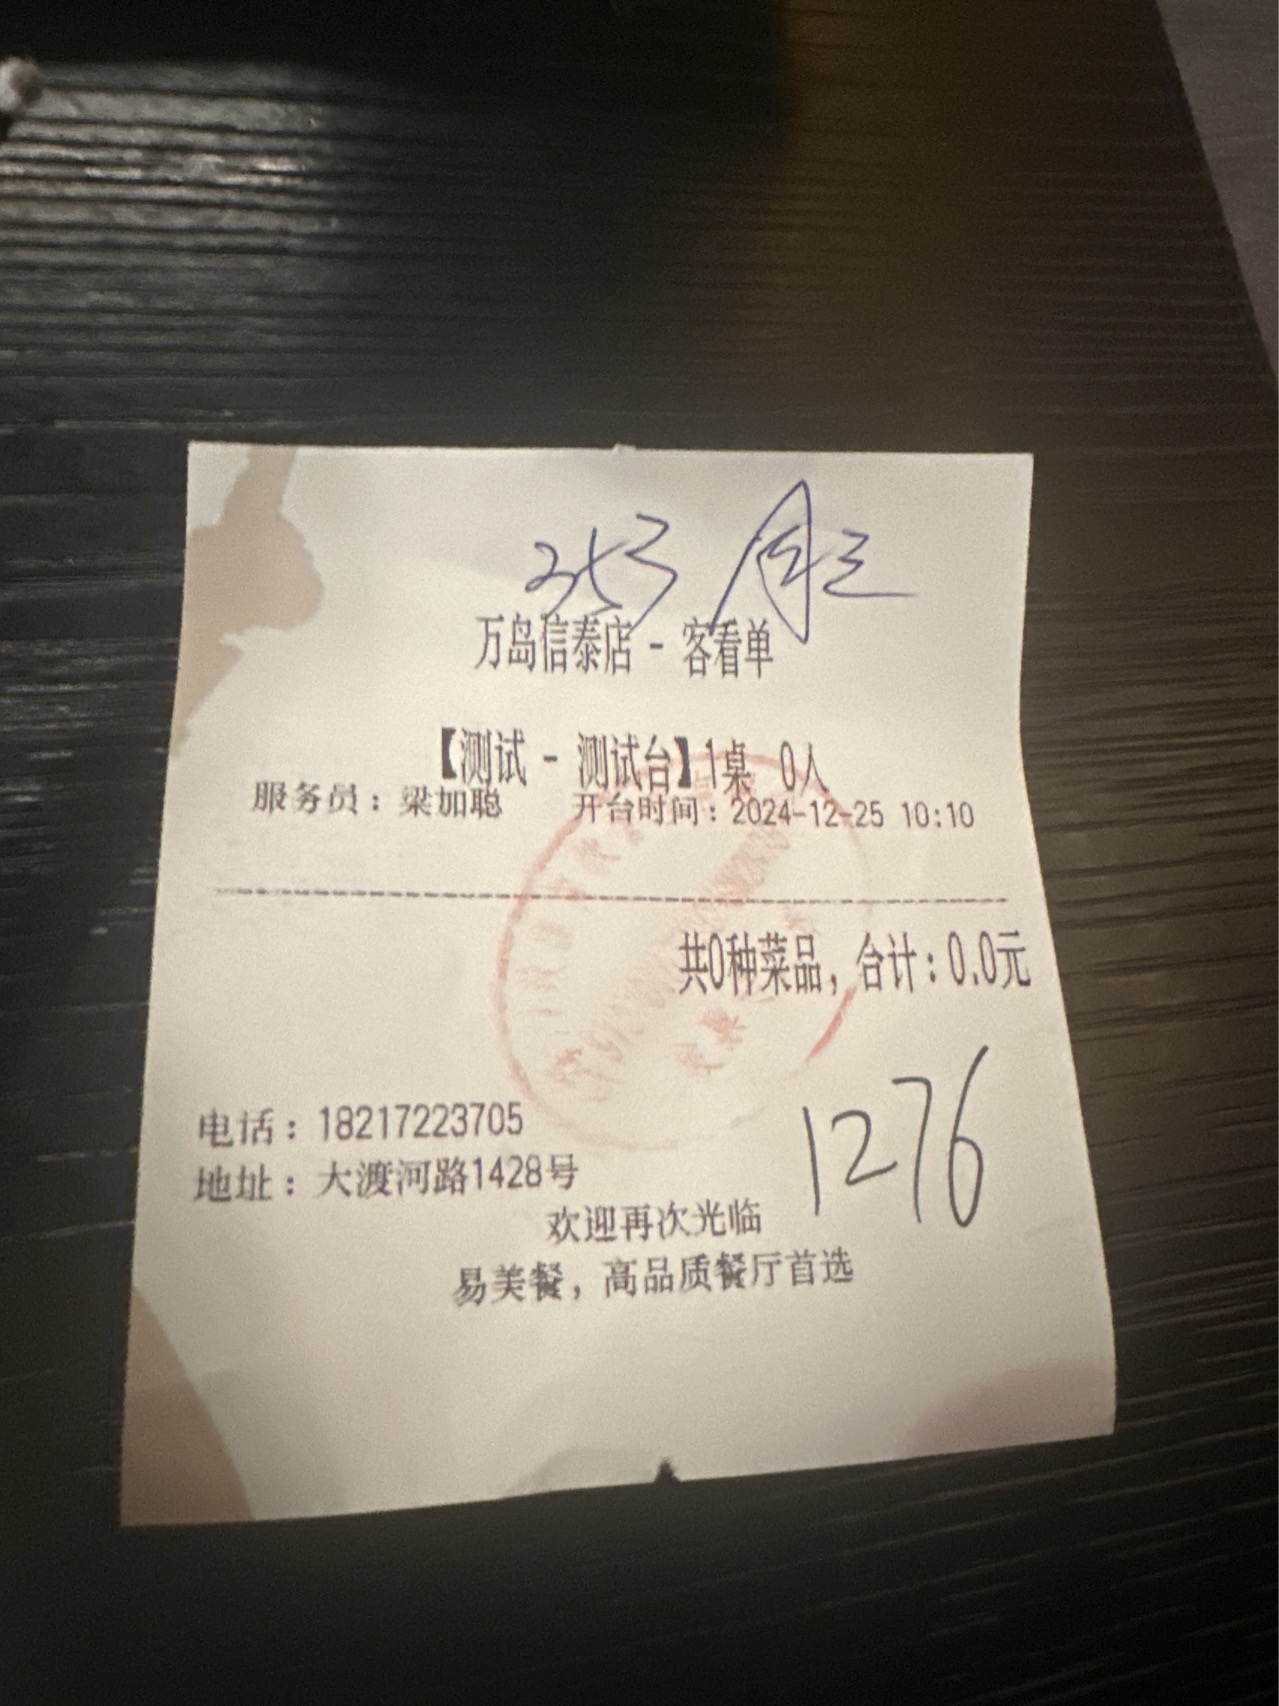 万岛信泰店 - 客看单
【测试 - 测试台】1桌 0人
服务员：梁加聪 开台时间：2024-12-25 10:10
共0种菜品，合计：0.0元
1276
电话：18217223705
地址：大渡河路1428号
欢迎再次光临
易美餐，高品质餐厅首选